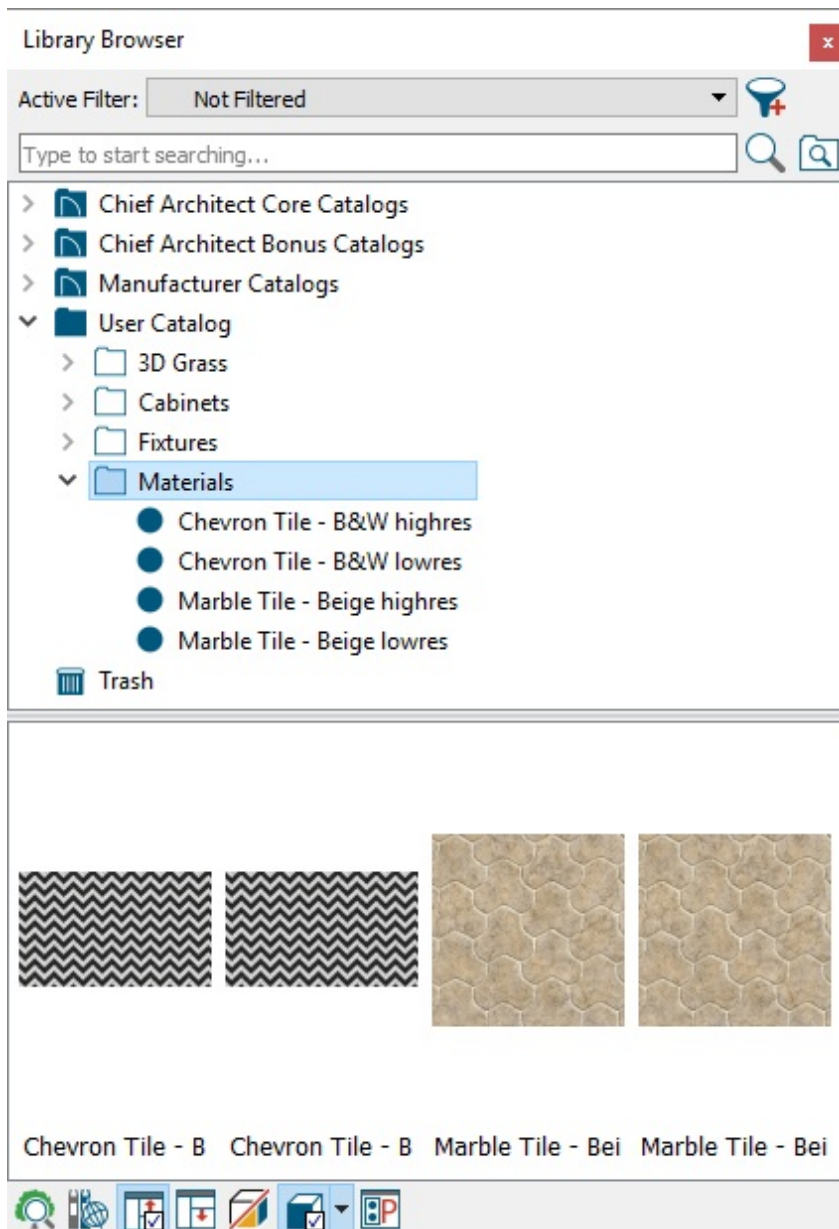 Library Browser
x
Active Filter: Not Filtered
Type to start searching...
Chief Architect Core Catalogs
Chief Architect Bonus Catalogs
Manufacturer Catalogs
User Catalog
3D Grass
Cabinets
Fixtures
Materials
Chevron Tile - B&W highres
Chevron Tile - B&W lowres
Marble Tile - Beige highres
Marble Tile - Beige lowres
Trash
Chevron Tile - B Chevron Tile - B Marble Tile - Bei Marble Tile - Bei
P